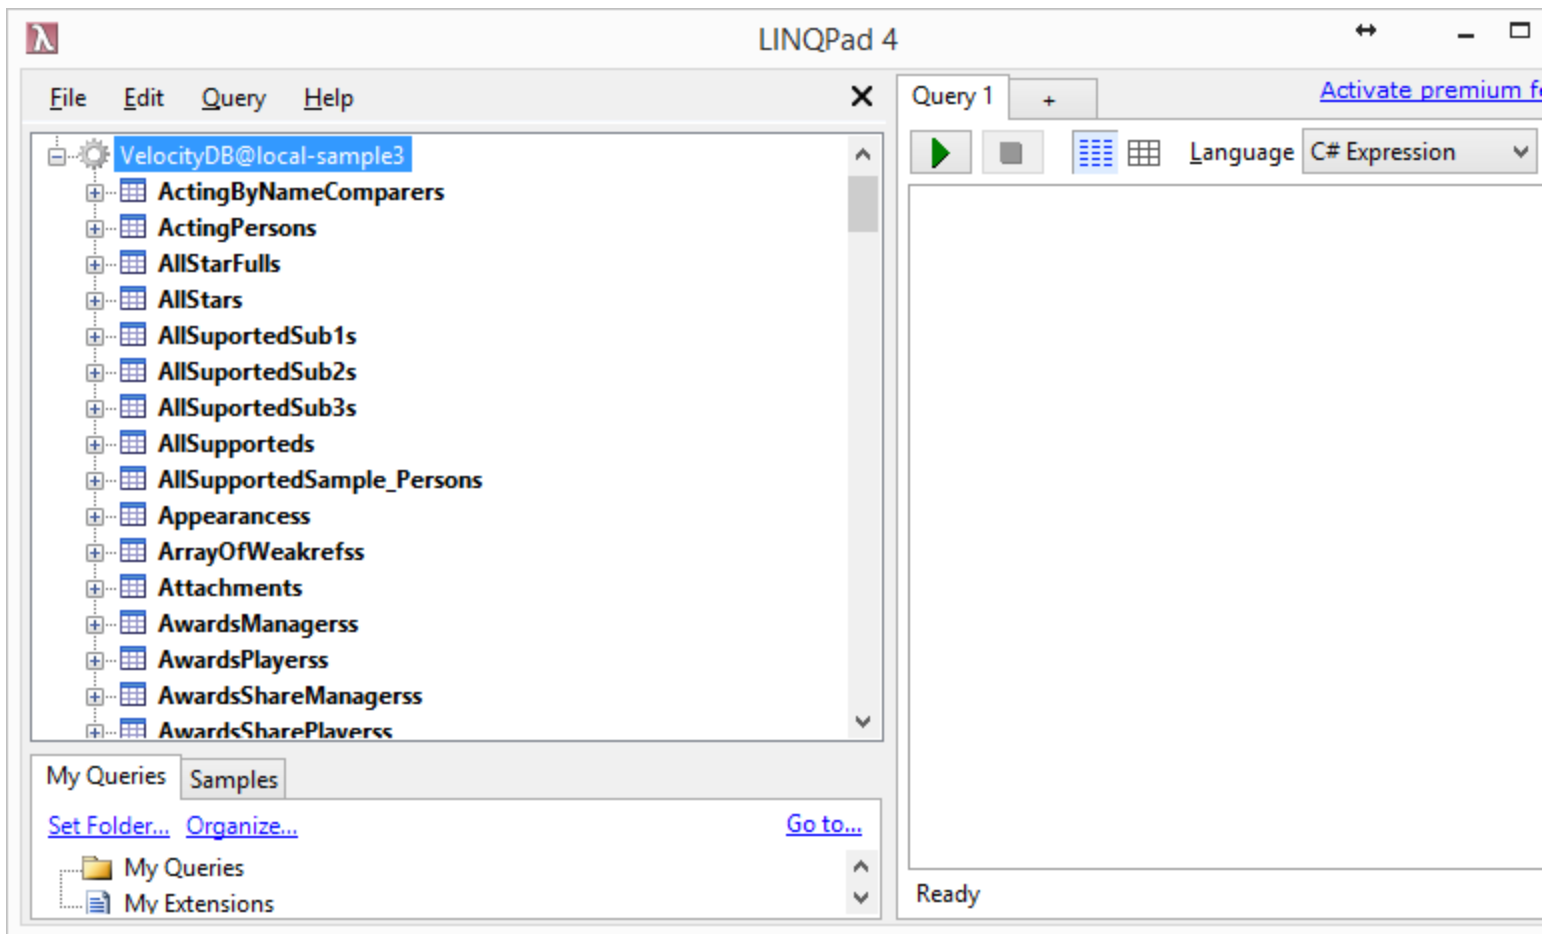 LINQPad 4
File Edit Query Help
VelocityDB@local-sample3
ActingByNameComparers
ActingPersons
AllStarFulls
AllStars
AllSuportedSub1s
AllSuportedSub2s
AllSuportedSub3s
AllSupporteds
AllSupportedSample_Persons
Appearancess
ArrayOfWeakrefss
Attachments
AwardsManagerss
AwardsPlayerss
AwardsShareManagerss
AwardsSharePlayerss
My Queries Samples
Set Folder... Organize... Go to...
My Queries
My Extensions
Query 1 + Activate premium
Language C# Expression
Ready